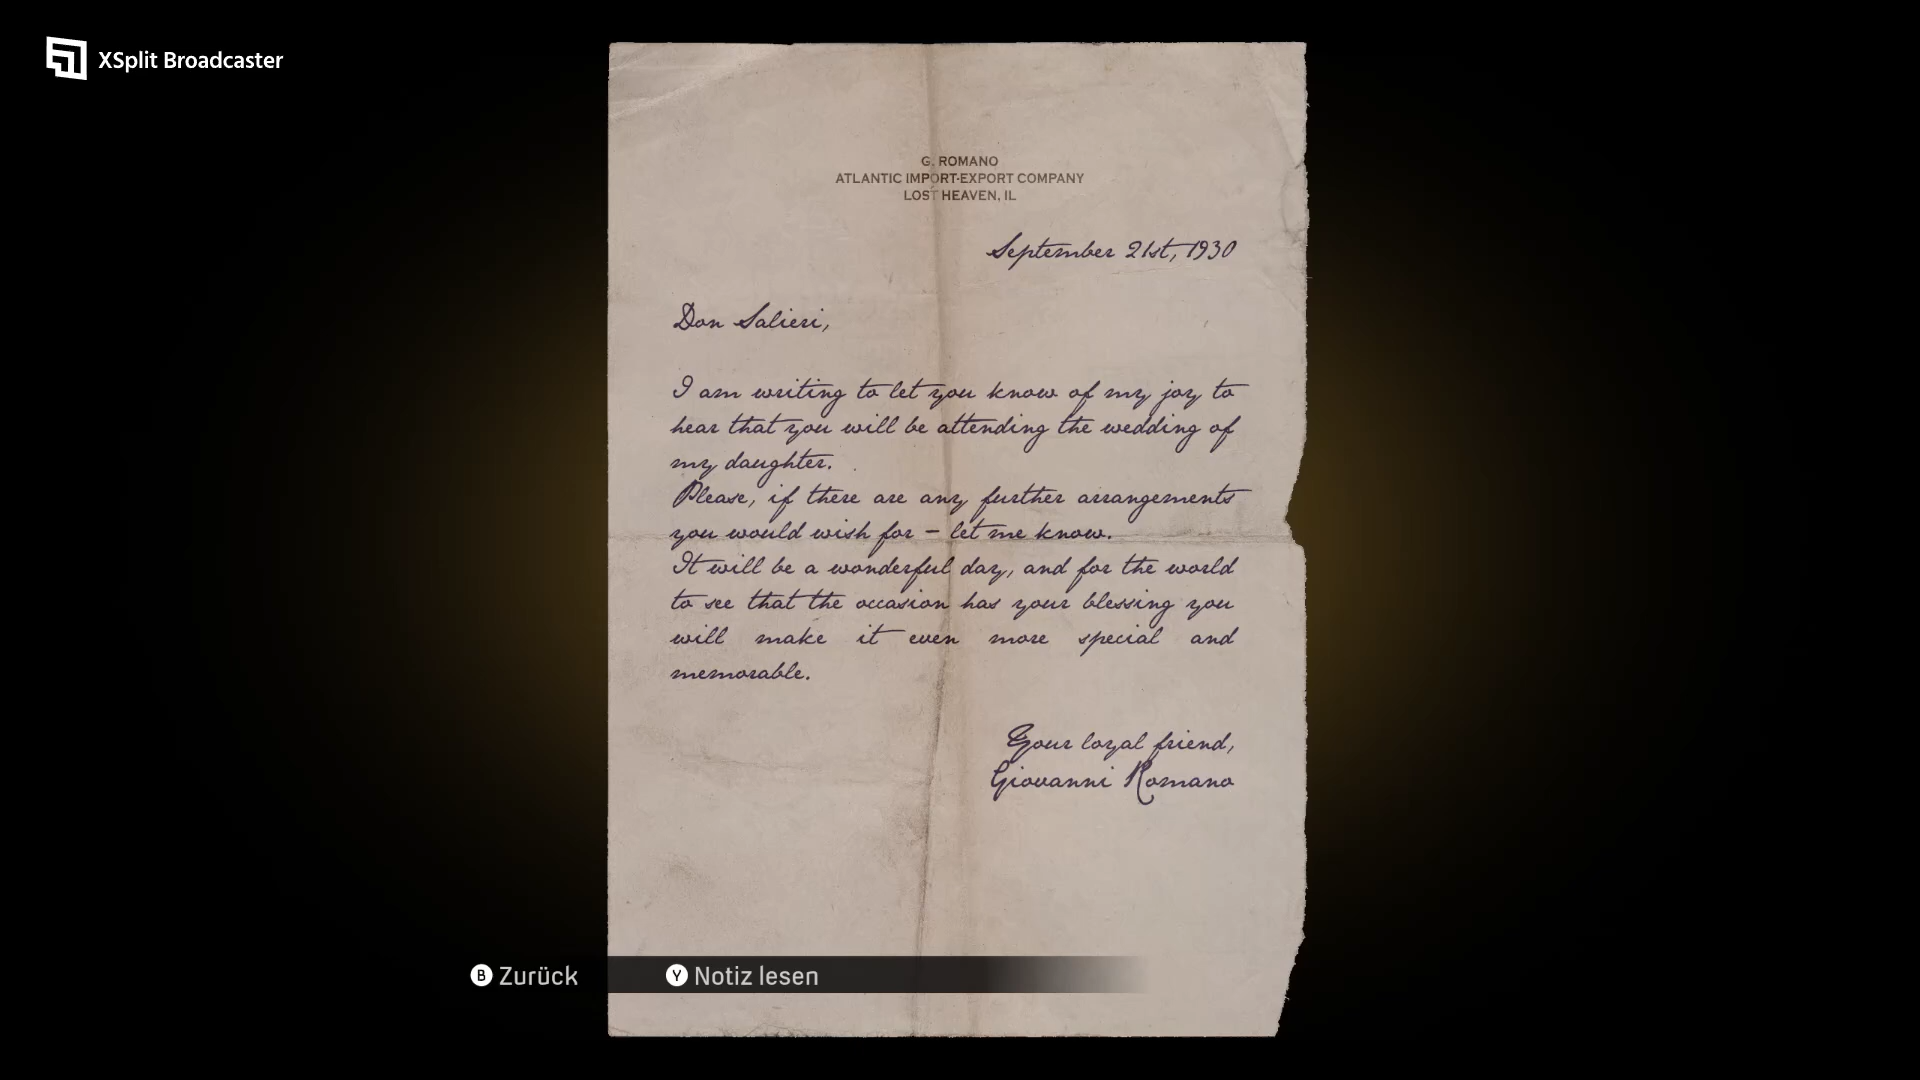 XSplit Broadcaster
G. ROMANO
ATLANTIC IMPORT-EXPORT COMPANY
LOST HEAVEN, IL
September 21st, 1930
Don Salieri,
I am writing to let you know of my joy to
hear that you will be attending the wedding of
my daughter.
Please, if there are any further arrangements
you would wish for – let me know.
It will be a wonderful day, and for the world
to see that the occasion has your blessing you
will make it even more special and
memorable.
Your loyal friend,
Giovanni Romano
B Zurück
Y Notiz lesen